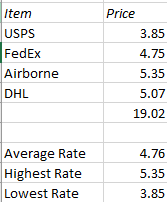 Item Price
USPS 3.85
FedEx 4.75
Airborne 5.35
DHL 5.07
19.02
Average Rate 4.76
Highest Rate 5.35
Lowest Rate 3.85